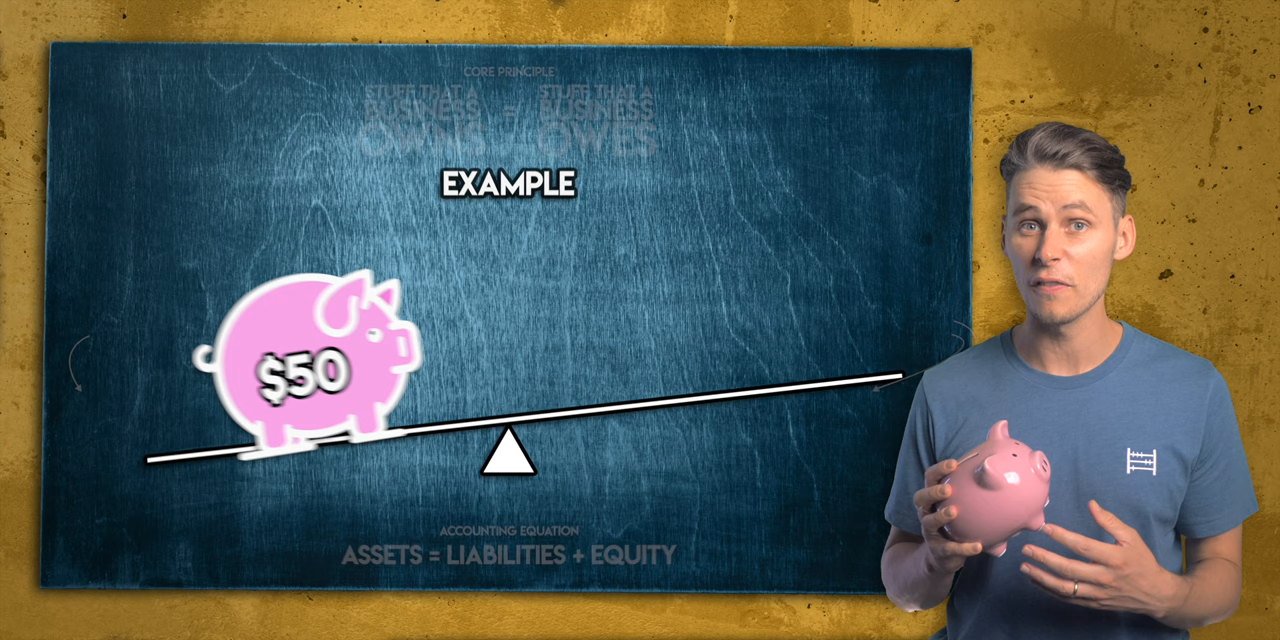 CORE PRINCIPLE
STUFF THAT A
BUSINESS
OWNS
=
STUFF THAT A
BUSINESS
OWES
EXAMPLE
$50
ACCOUNTING EQUATION
ASSETS = LIABILITIES + EQUITY